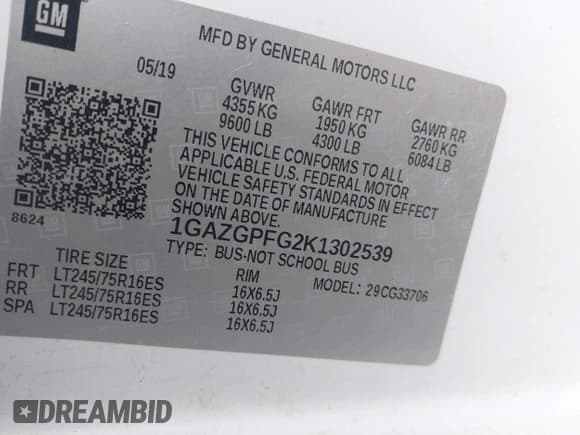 GM
MFD BY GENERAL MOTORS LLC
05/19
GVWR GAWR FRT GAWR RR
4355 KG 1950 KG 2760 KG
9600 LB 4300 LB 6084 LB
THIS VEHICLE CONFORMS TO ALL
APPLICABLE U.S. FEDERAL MOTOR
VEHICLE SAFETY STANDARDS IN EFFECT
ON THE DATE OF MANUFACTURE
SHOWN ABOVE.
8624
1GAZGPFG2K1302539
TYPE: BUS-NOT SCHOOL BUS
MODEL: 29CG33706
TIRE SIZE RIM
FRT LT245/75R16ES 16X6.5J
RR LT245/75R16ES 16X6.5J
SPA LT245/75R16ES 16X6.5J
DREAMBID